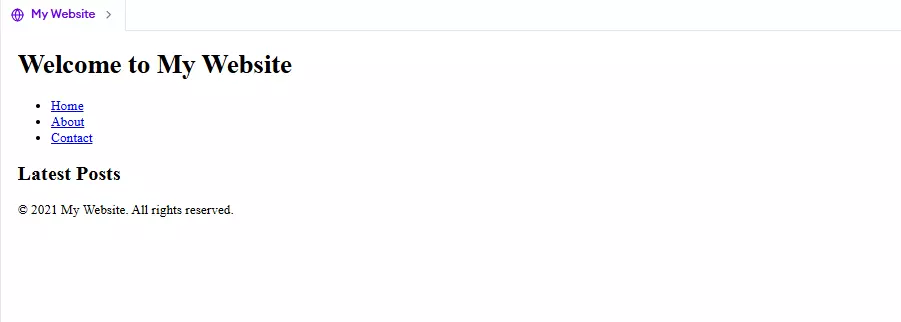 My Website
Welcome to My Website
Home
About
Contact
Latest Posts
© 2021 My Website. All rights reserved.